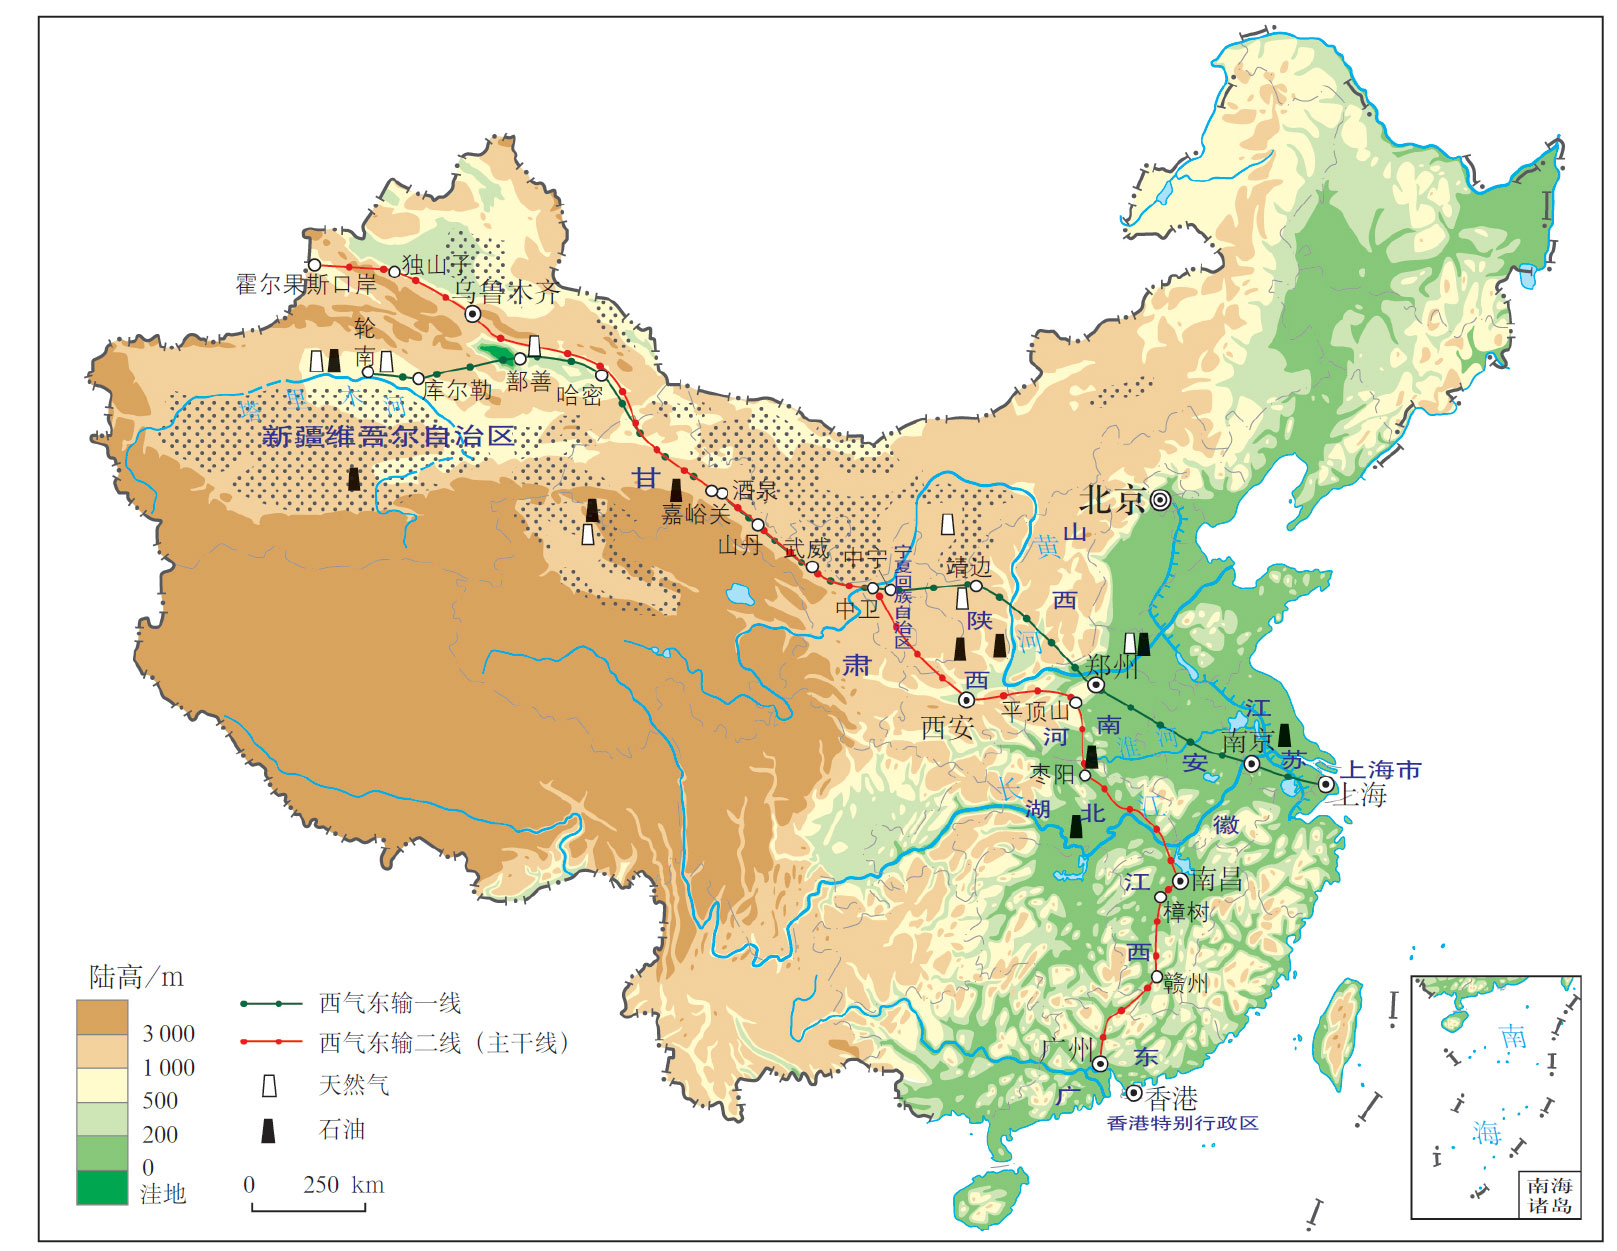 霍尔果斯口岸
独山子
乌鲁木齐
轮南
库尔勒
鄯善
哈密
塔里木河
新疆维吾尔自治区
甘肃
嘉峪关
酒泉
山丹
武威
中宁
中卫
宁夏回族自治区
靖边
陕西
山西
黄河
北京
郑州
西安
平顶山
河南
淮河
枣阳
湖北
长江
安徽
江苏
南京
上海市
上海
江西
南昌
樟树
赣州
广州
广东
香港
香港特别行政区
陆高/m
3 000
1 000
500
200
0
洼地
西气东输一线
西气东输二线（主干线）
天然气
石油
0 250 km
南海
南海
诸岛